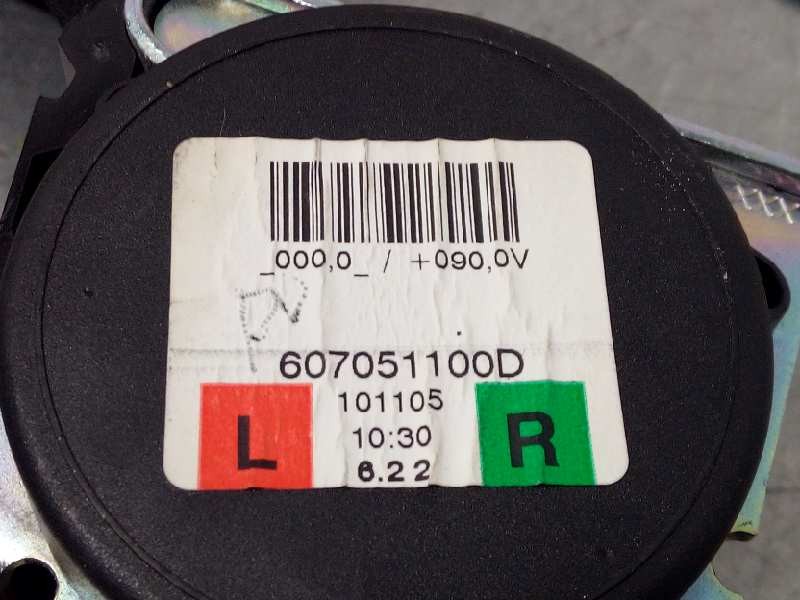 _000,0_ / +090,0V
607051100D
101105
L 10:30 R
6.22